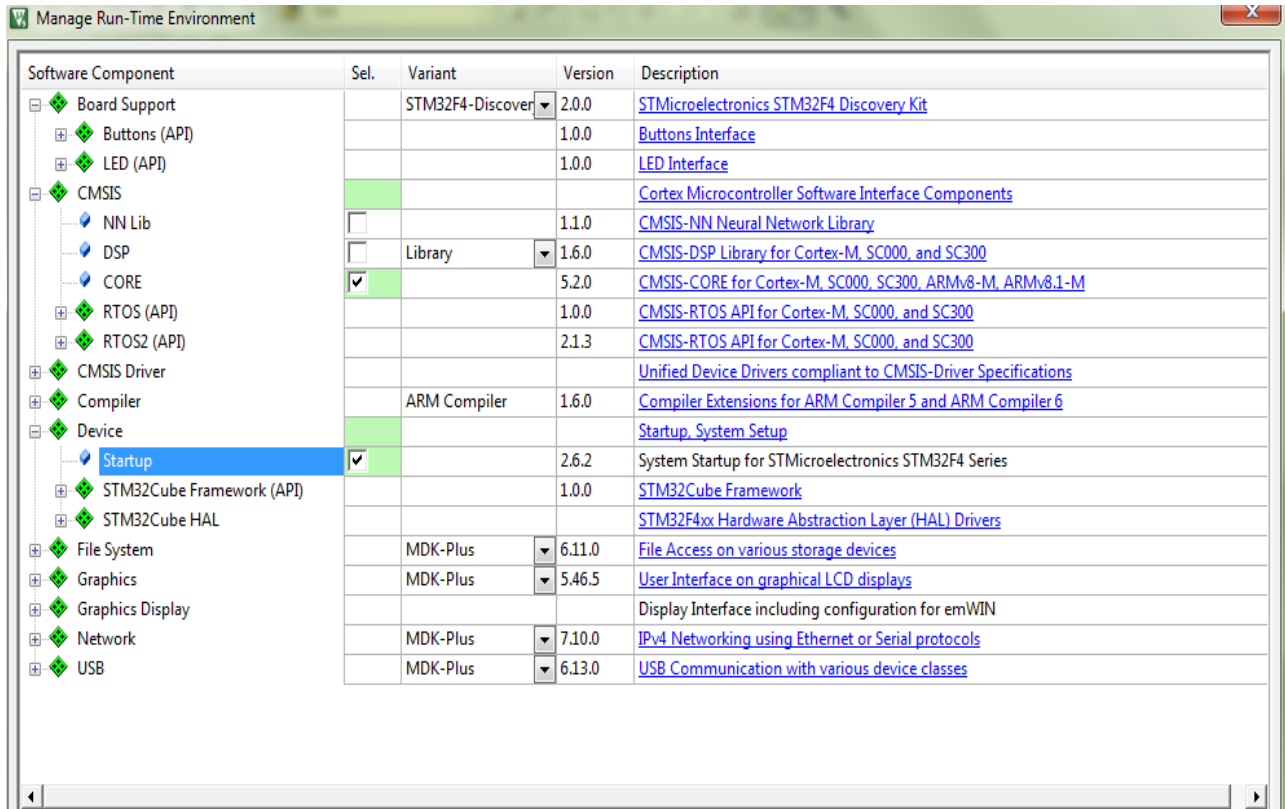 Manage Run-Time Environment
Software Component Sel. Variant Version Description
Board Support STM32F4-Discover 2.0.0 STMicroelectronics STM32F4 Discovery Kit
Buttons (API) 1.0.0 Buttons Interface
LED (API) 1.0.0 LED Interface
CMSIS Cortex Microcontroller Software Interface Components
NN Lib 1.1.0 CMSIS-NN Neural Network Library
DSP Library 1.6.0 CMSIS-DSP Library for Cortex-M, SC000, and SC300
CORE 5.2.0 CMSIS-CORE for Cortex-M, SC000, SC300, ARMv8-M, ARMv8.1-M
RTOS (API) 1.0.0 CMSIS-RTOS API for Cortex-M, SC000, and SC300
RTOS2 (API) 2.1.3 CMSIS-RTOS API for Cortex-M, SC000, and SC300
CMSIS Driver Unified Device Drivers compliant to CMSIS-Driver Specifications
Compiler ARM Compiler 1.6.0 Compiler Extensions for ARM Compiler 5 and ARM Compiler 6
Device Startup, System Setup
Startup 2.6.2 System Startup for STMicroelectronics STM32F4 Series
STM32Cube Framework (API) 1.0.0 STM32Cube Framework
STM32Cube HAL STM32F4xx Hardware Abstraction Layer (HAL) Drivers
File System MDK-Plus 6.11.0 File Access on various storage devices
Graphics MDK-Plus 5.46.5 User Interface on graphical LCD displays
Graphics Display Display Interface including configuration for emWIN
Network MDK-Plus 7.10.0 IPv4 Networking using Ethernet or Serial protocols
USB MDK-Plus 6.13.0 USB Communication with various device classes